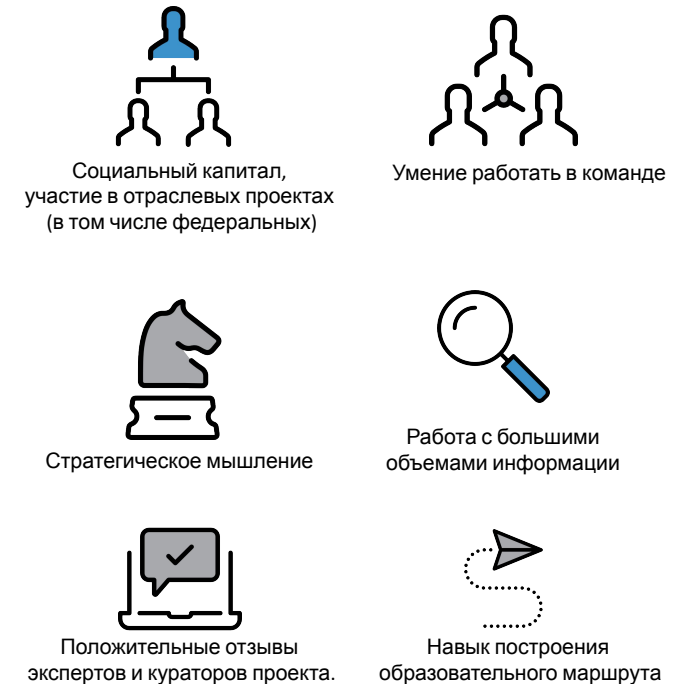 Социальный капитал,
участие в отраслевых проектах
(в том числе федеральных)
Умение работать в команде
Стратегическое мышление
Работа с большими
объемами информации
Положительные отзывы
экспертов и кураторов проекта.
Навык построения
образовательного маршрута